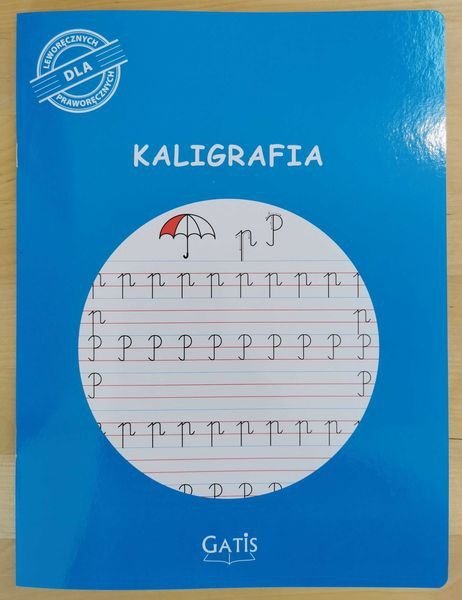 LEWORĘCZNYCH
DLA
PRAWORĘCZNYCH
KALIGRAFIA
p P
p p p p p p p p p p
p p
P P P P P P P P P P
P P
p p p p p p p p p
P P P P P P
GATIS